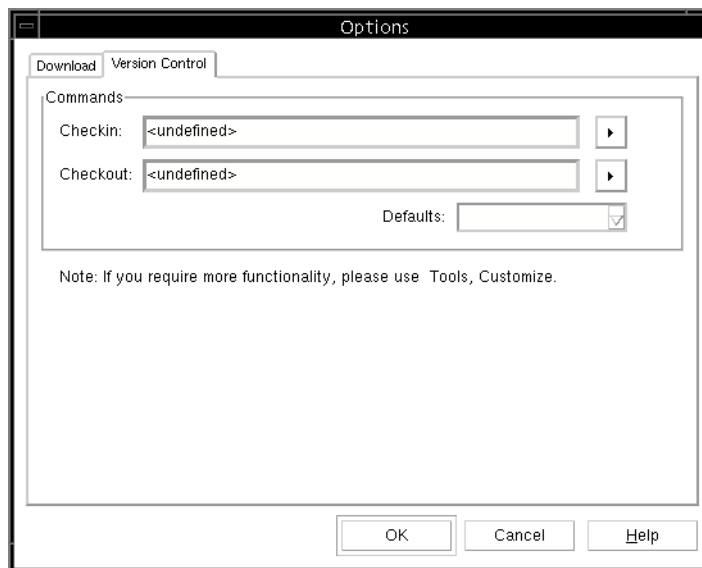 Options
Download Version Control
Commands
Checkin: <undefined>
Checkout: <undefined>
Defaults:
Note: If you require more functionality, please use Tools, Customize.
OK Cancel Help